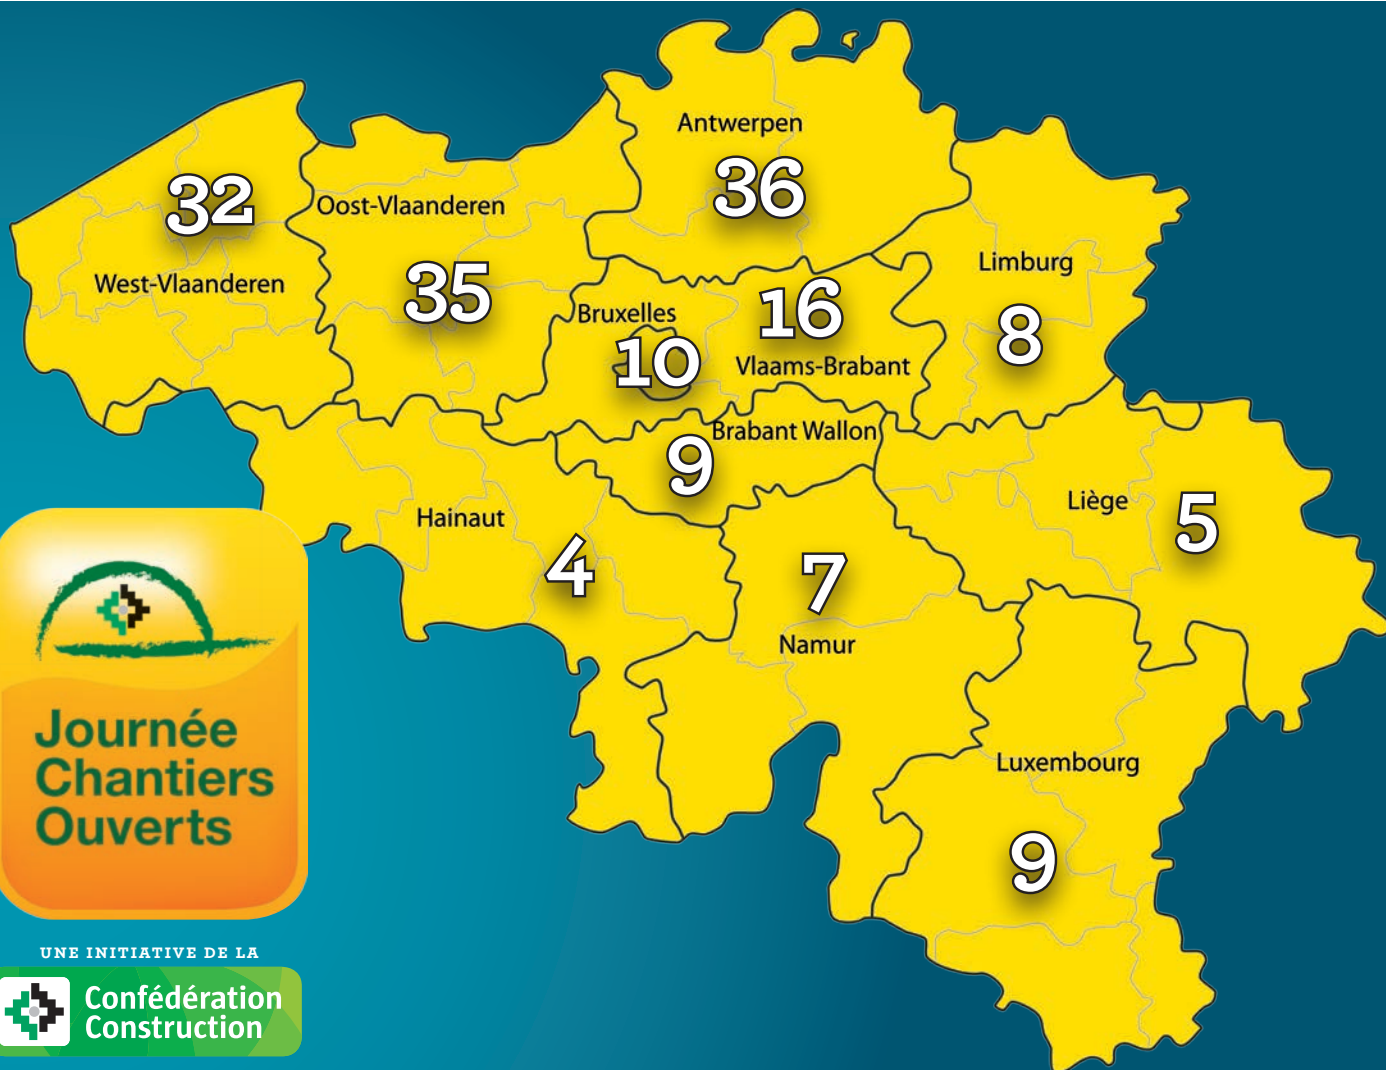 Antwerpen
36
32
Oost-Vlaanderen
35
West-Vlaanderen
Limburg
8
Bruxelles
10
16
Vlaams-Brabant
Brabant Wallon
9
Hainaut
4
Liège
5
7
Namur
Luxembourg
9
Journée
Chantiers
Ouverts
UNE INITIATIVE DE LA
Confédération
Construction